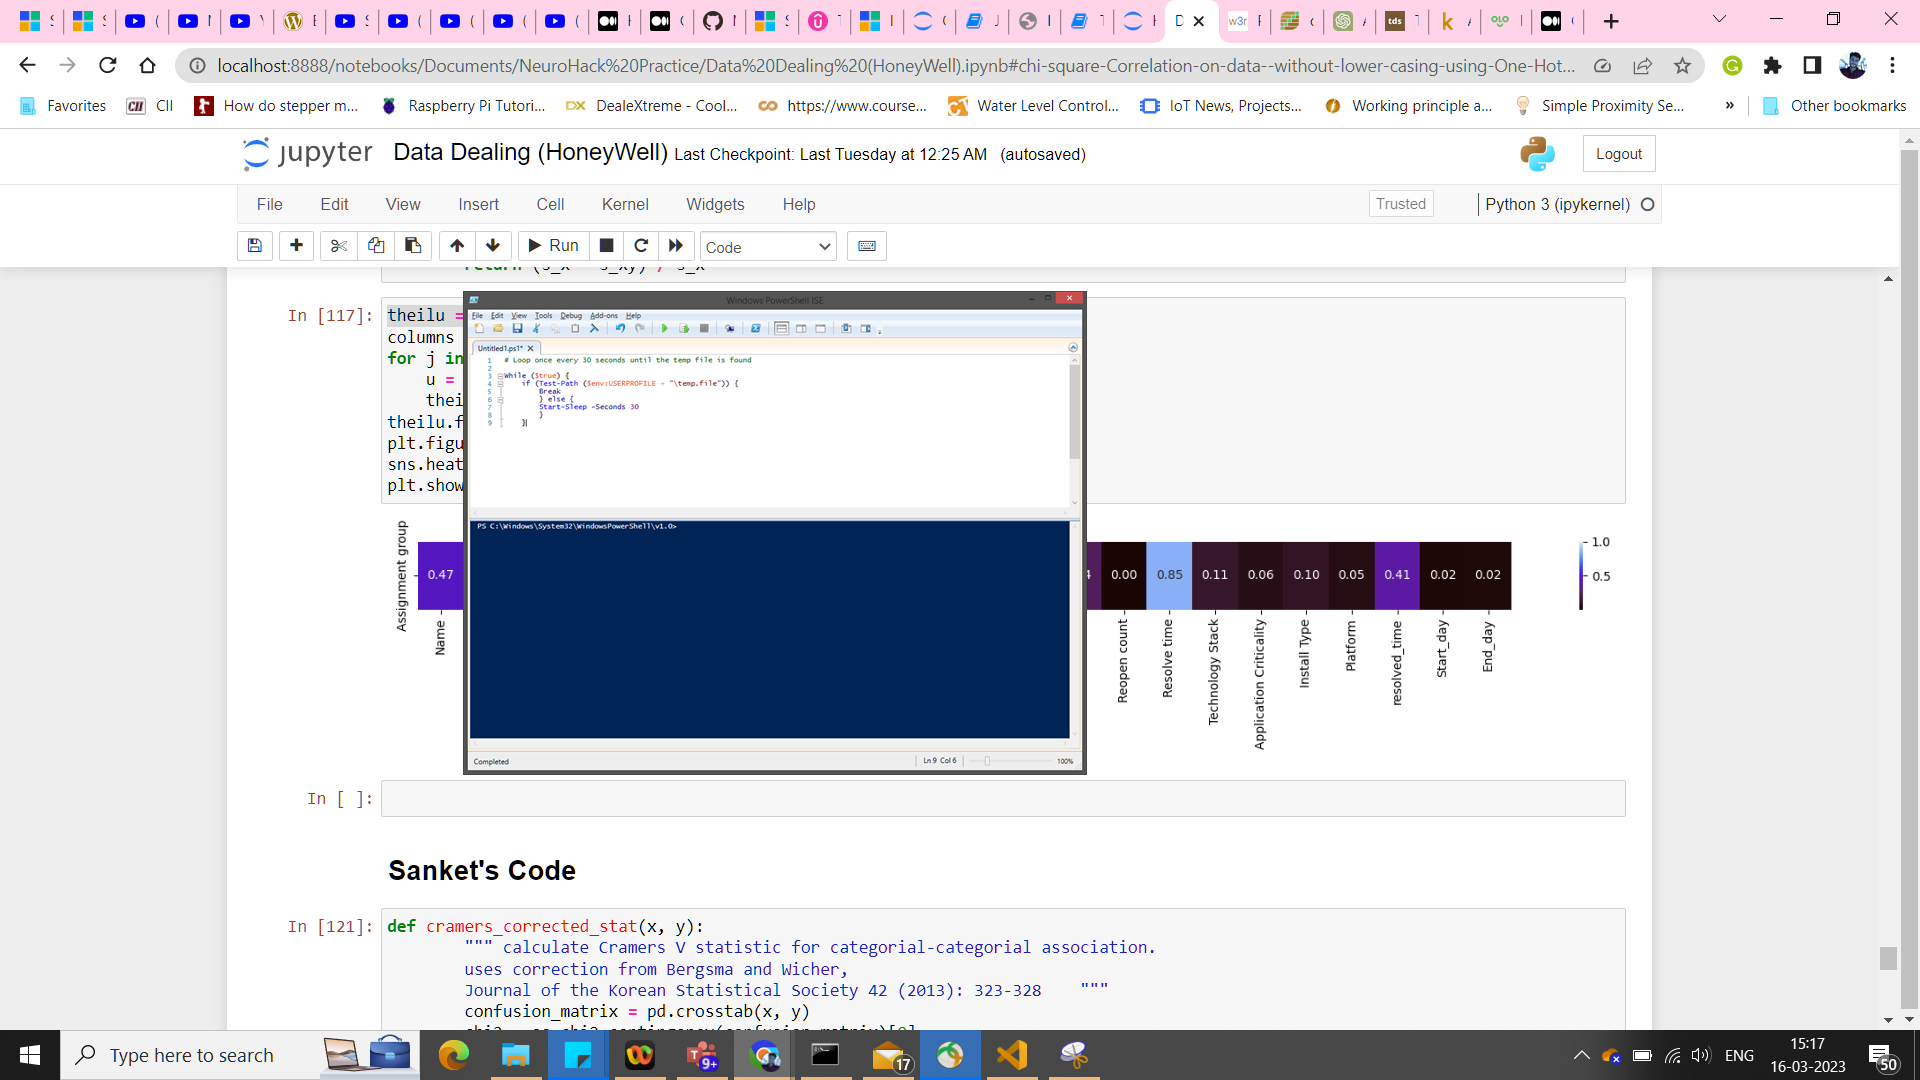 localhost:8888/notebooks/Documents/NeuroHack%20Practice/Data%20Dealing%20(HoneyWell).ipynb#chi-square-Correlation-on-data--without-lower-casing-using-One-Hot...
Favorites CII How do stepper m... Raspberry Pi Tutori... DX DealeXtreme - Cool... https://www.course... Water Level Control... IoT News, Projects... Working principle a... Simple Proximity Se... » Other bookmarks
jupyter Data Dealing (HoneyWell) Last Checkpoint: Last Tuesday at 12:25 AM (autosaved) Logout
File Edit View Insert Cell Kernel Widgets Help Trusted Python 3 (ipykernel)
Run Code
In [117]:
theilu =
columns
for j in
u =
thei
theilu.f
plt.figu
sns.heat
plt.show
Windows PowerShell ISE
File Edit View Tools Debug Add-ons Help
Untitled1.ps1* X
1 # Loop once every 30 seconds until the temp file is found
2
3 While ($true) {
4 if (Test-Path ($env:USERPROFILE + "\temp.file")) {
5 Break
6 } else {
7 Start-Sleep -Seconds 30
8 }
9 }
PS C:\Windows\System32\WindowsPowerShell\v1.0>
Completed Ln 9 Col 6 100%
Assignment group
0.47 4 0.00 0.85 0.11 0.06 0.10 0.05 0.41 0.02 0.02
1.0
0.5
Name Reopen count Resolve time Technology Stack Application Criticality Install Type Platform resolved_time Start_day End_day
In [ ]:
Sanket's Code
In [121]:
def cramers_corrected_stat(x, y):
""" calculate Cramers V statistic for categorial-categorial association.
uses correction from Bergsma and Wicher,
Journal of the Korean Statistical Society 42 (2013): 323-328 """
confusion_matrix = pd.crosstab(x, y)
Type here to search
9+
17
ENG
15:17
16-03-2023
50